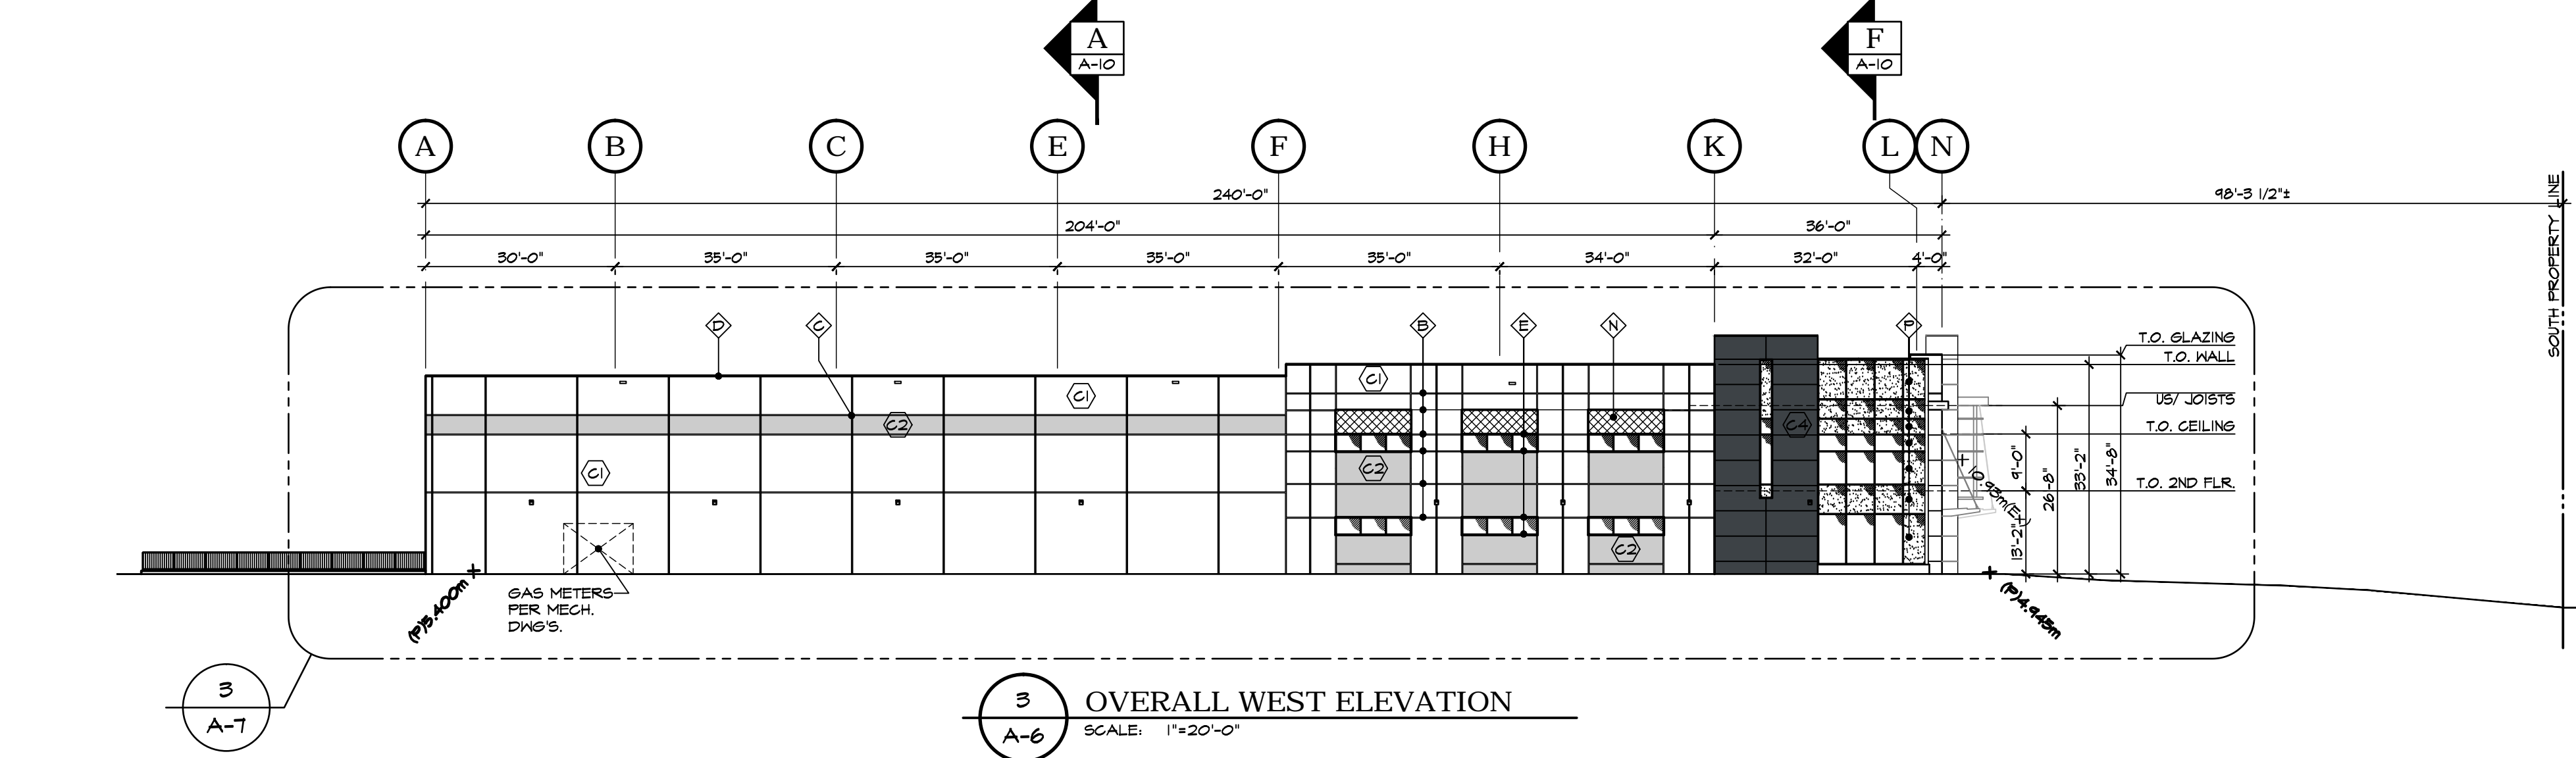 A
A-10
F
A-10
A B C E F H K L N
240'-0" 98'-3 1/2"±
204'-0" 36'-0"
30'-0" 35'-0" 35'-0" 35'-0" 35'-0" 34'-0" 32'-0" 4'-0"
SOUTH PROPERTY LINE
D C B E N P
T.O. GLAZING
T.O. WALL
U/S/ JOISTS
T.O. CEILING
T.O. 2ND FLR.
C1
C1
C2
C4
C2
C1
C2
9'-0"
13'-2"
26'-8"
33'-2"
34'-8"
10.93m(EX)
(P)5.400m
(P)4.945m
GAS METERS
PER MECH.
DWG'S.
3
A-7
3
A-6
OVERALL WEST ELEVATION
SCALE: 1"=20'-0"